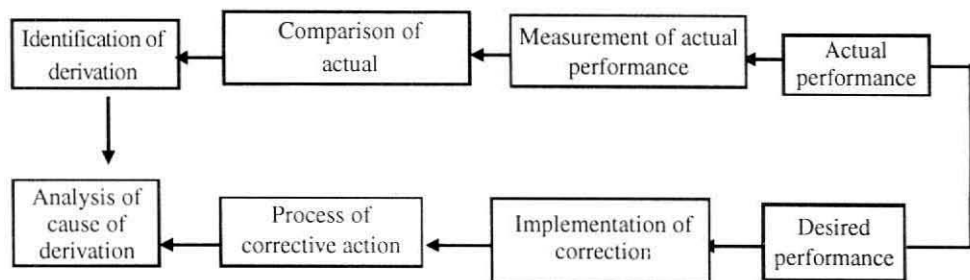 Identification of
derivation
Comparison of
actual
Measurement of actual
performance
Actual
performance
Analysis of
cause of
derivation
Process of
corrective action
Implementation of
correction
Desired
performance